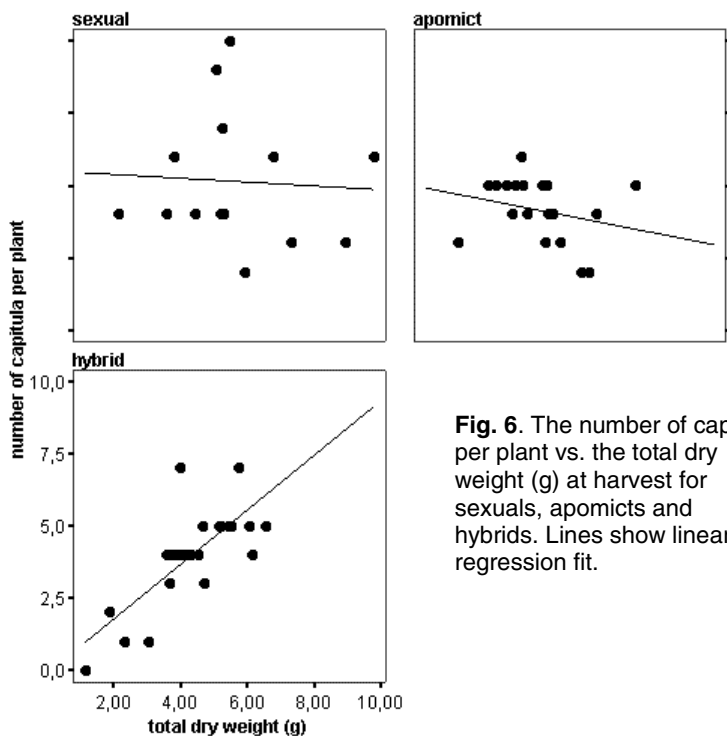 sexual
apomict
number of capitula per plant
hybrid
10,0
7,5
5,0
2,5
0,0
2,00 4,00 6,00 8,00 10,00
total dry weight (g)
Fig. 6. The number of cap
per plant vs. the total dry
weight (g) at harvest for
sexuals, apomicts and
hybrids. Lines show linear
regression fit.